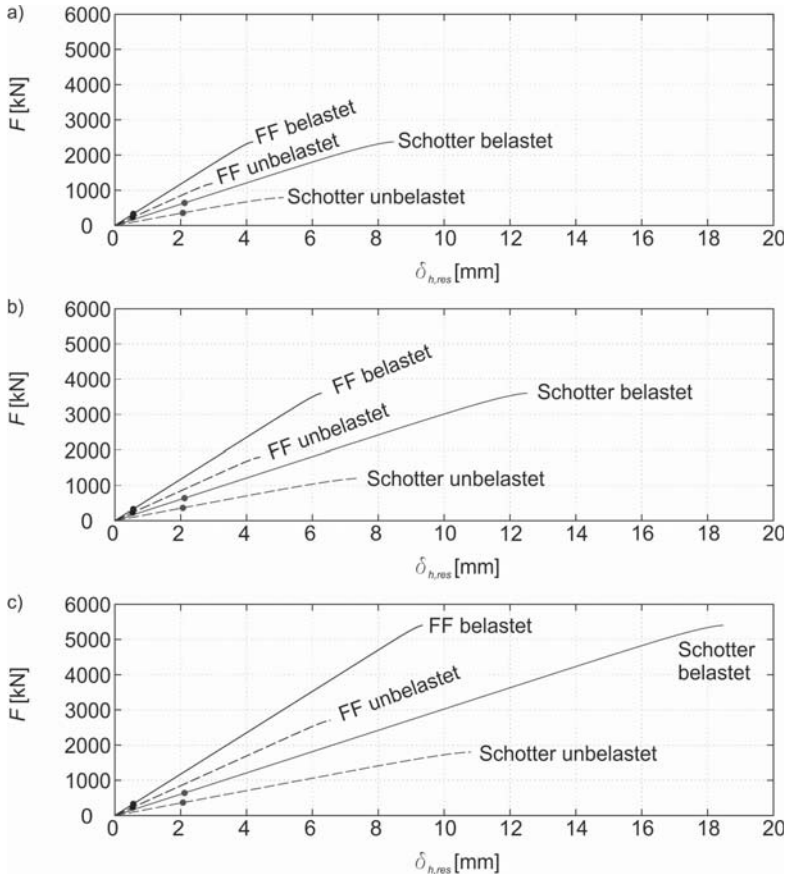 a)
6000
5000
4000
3000
2000
1000
0
F [kN]
FF belastet
FF unbelastet
Schotter belastet
Schotter unbelastet
0 2 4 6 8 10 12 14 16 18 20
δh,res [mm]
b)
6000
5000
4000
3000
2000
1000
0
F [kN]
FF belastet
FF unbelastet
Schotter belastet
Schotter unbelastet
0 2 4 6 8 10 12 14 16 18 20
δh,res [mm]
c)
6000
5000
4000
3000
2000
1000
0
F [kN]
FF belastet
FF unbelastet
Schotter
belastet
Schotter unbelastet
0 2 4 6 8 10 12 14 16 18 20
δh,res [mm]